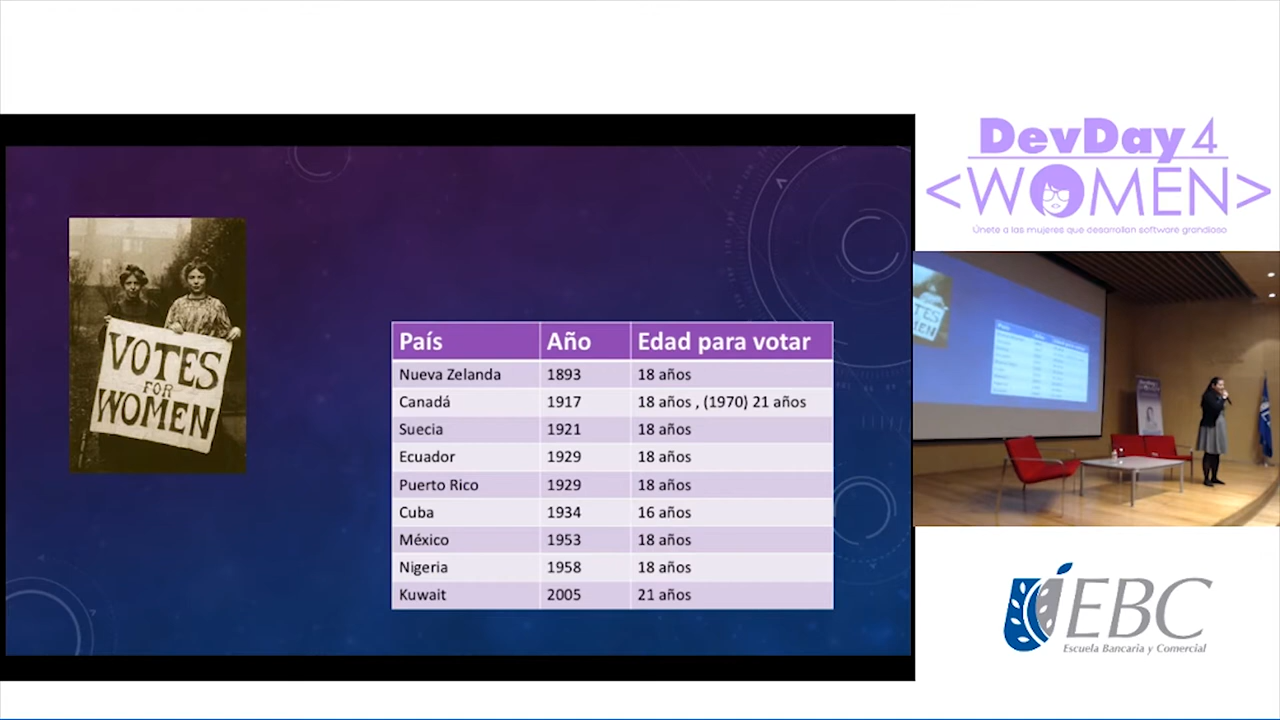 VOTES
FOR
WOMEN
País Año Edad para votar
Nueva Zelanda 1893 18 años
Canadá 1917 18 años , (1970) 21 años
Suecia 1921 18 años
Ecuador 1929 18 años
Puerto Rico 1929 18 años
Cuba 1934 16 años
México 1953 18 años
Nigeria 1958 18 años
Kuwait 2005 21 años
DevDay4
<WOMEN>
Únete a las mujeres que desarrollan software grandioso
VOTES
WOMEN
EBC
Escuela Bancaria y Comercial